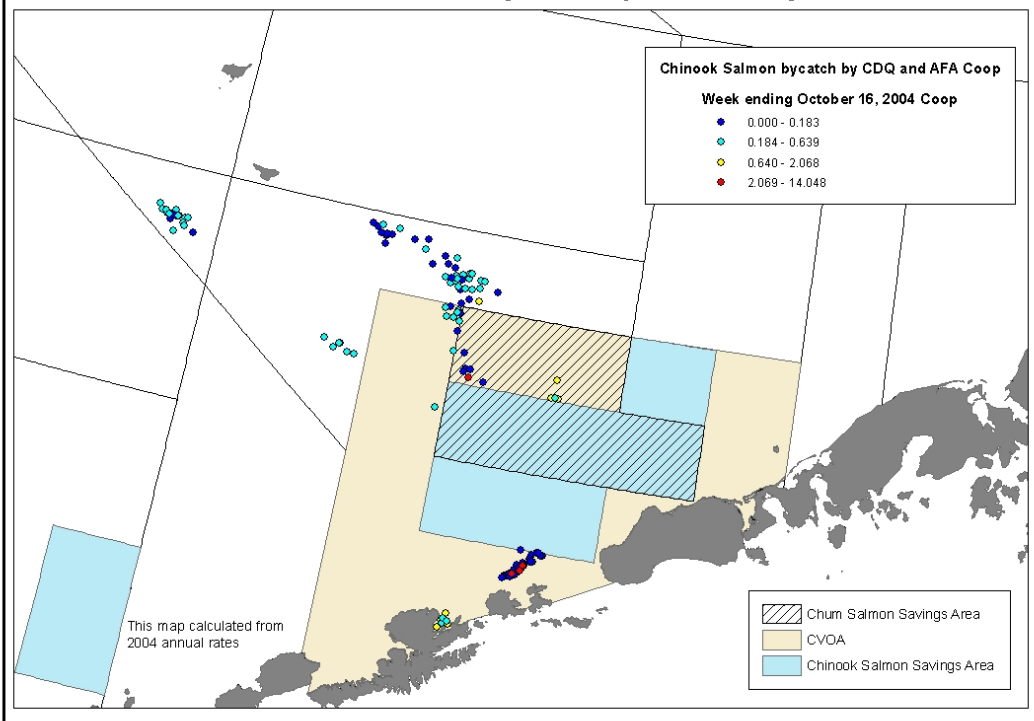 Chinook Salmon bycatch by CDQ and AFA Coop
Week ending October 16, 2004 Coop
0.000 - 0.183
0.184 - 0.639
0.640 - 2.068
2.069 - 14.048
This map calculated from
2004 annual rates
Chum Salmon Savings Area
CVOA
Chinook Salmon Savings Area